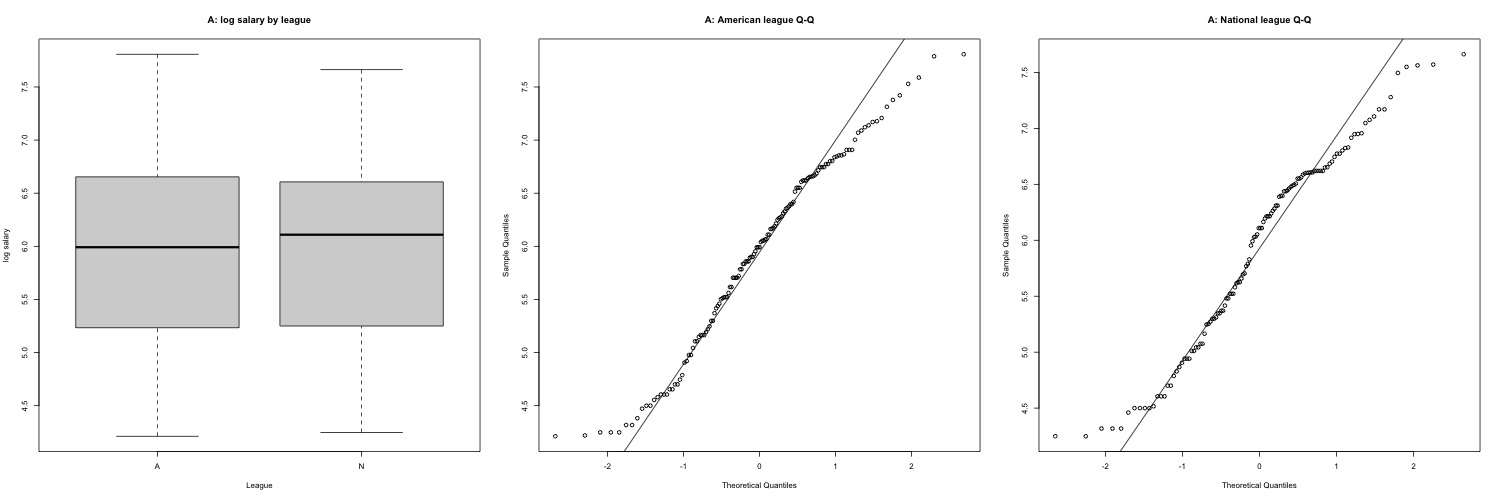 A: log salary by league
log salary
7.5
7.0
6.5
6.0
5.5
5.0
4.5
A N
League
A: American league Q-Q
Sample Quantiles
7.5
7.0
6.5
6.0
5.5
5.0
4.5
-2 -1 0 1 2
Theoretical Quantiles
A: National league Q-Q
Sample Quantiles
7.5
7.0
6.5
6.0
5.5
5.0
4.5
-2 -1 0 1 2
Theoretical Quantiles